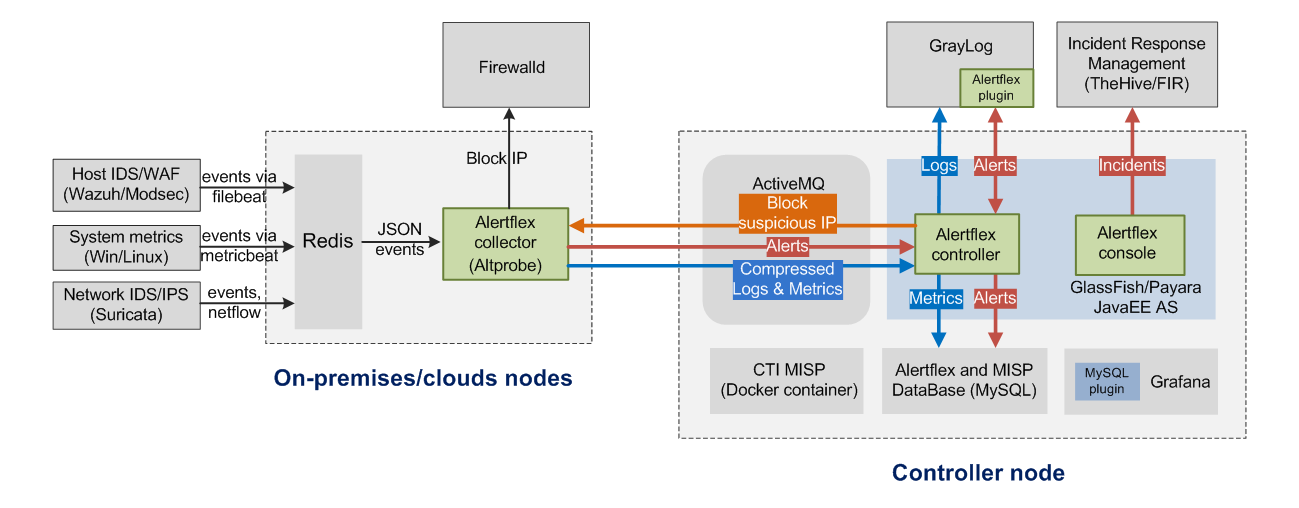 Firewalld
GrayLog
Alertflex
plugin
Incident Response
Management
(TheHive/FIR)
Host IDS/WAF
(Wazuh/Modsec)
events via
filebeat
System metrics
(Win/Linux)
events via
metricbeat
Network IDS/IPS
(Suricata)
events,
netflow
Redis
JSON
events
Block IP
Alertflex
collector
(Altprobe)
On-premises/clouds nodes
ActiveMQ
Block
suspicious IP
Alerts
Compressed
Logs & Metrics
Logs
Alerts
Incidents
Alertflex
controller
Alertflex
console
GlassFish/Payara
JavaEE AS
Metrics
Alerts
CTI MISP
(Docker container)
Alertflex and MISP
DataBase (MySQL)
MySQL
plugin
Grafana
Controller node